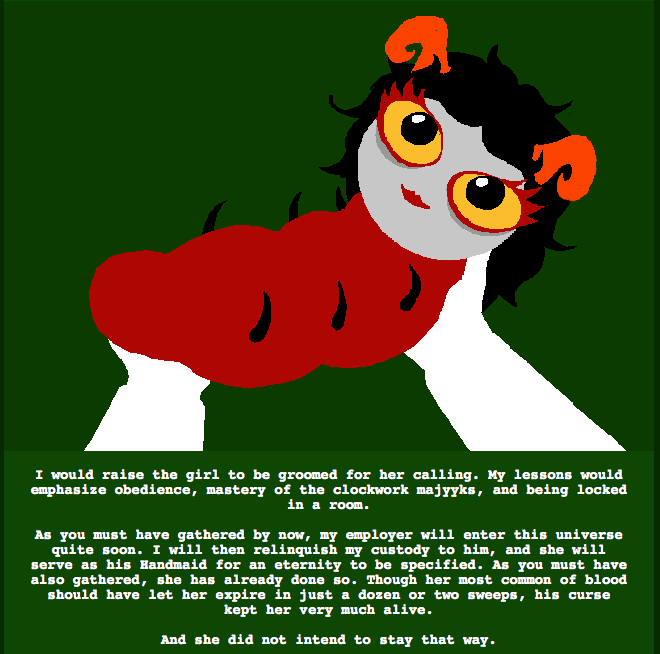 I would raise the girl to be groomed for her calling. My lessons would
emphasize obedience, mastery of the clockwork majyyks, and being locked
in a room.
As you must have gathered by now, my employer will enter this universe
quite soon. I will then relinquish my custody to him, and she will
serve as his Handmaid for an eternity to be specified. As you must have
also gathered, she has already done so. Though her most common of blood
should have let her expire in just a dozen or two sweeps, his curse
kept her very much alive.
And she did not intend to stay that way.